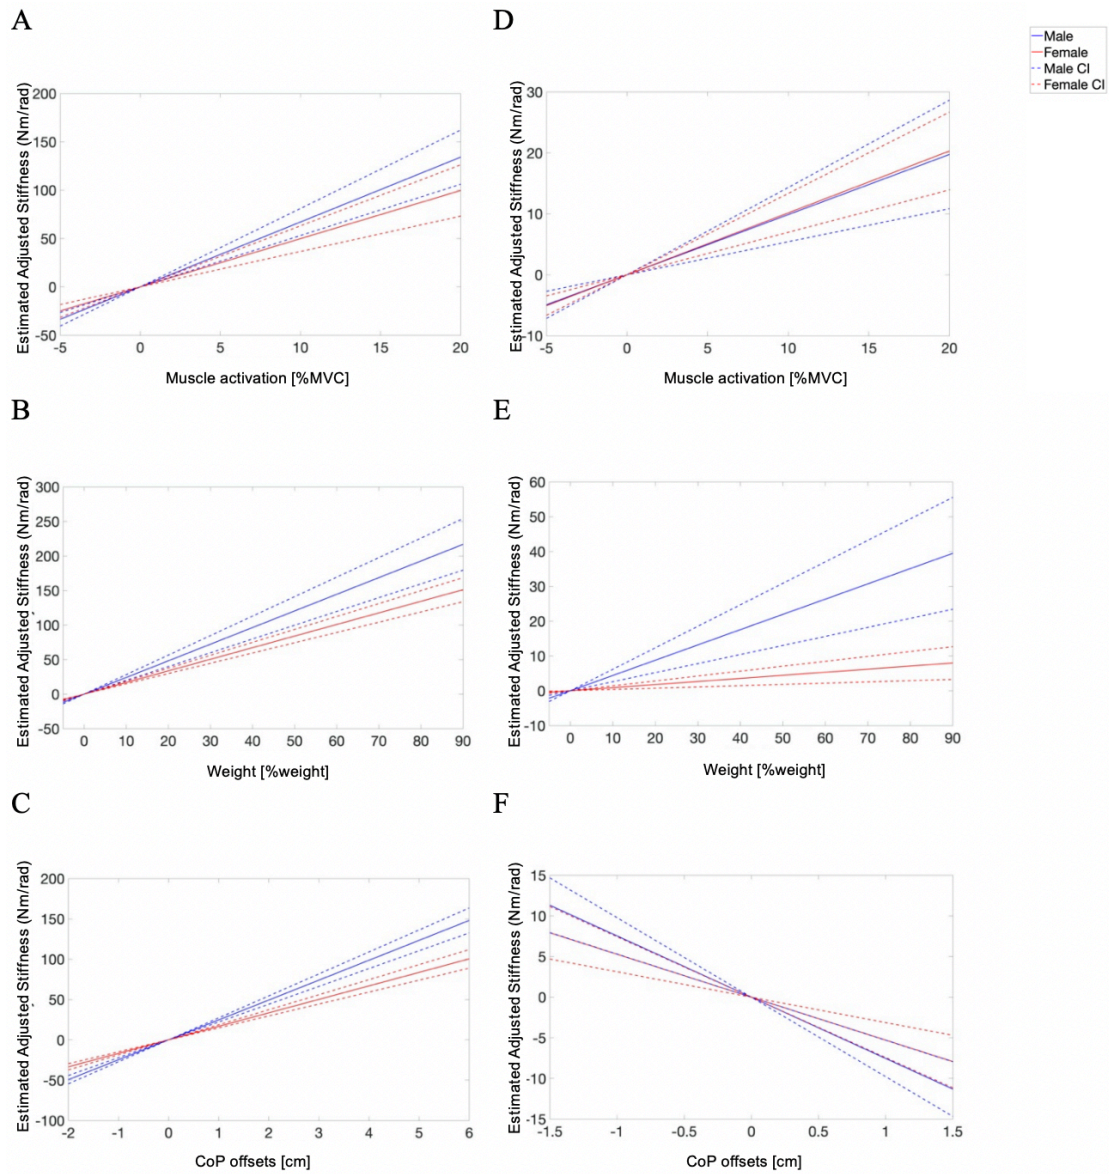 A
D
Male
Female
Male CI
Female CI
Estimated Adjusted Stiffness (Nm/rad)
200
150
100
50
0
-50
-5 0 5 10 15 20
Muscle activation [%MVC]
Estimated Adjusted Stiffness (Nm/rad)
30
20
10
0
-10
-5 0 5 10 15 20
Muscle activation [%MVC]
B
E
Estimated Adjusted Stiffness (Nm/rad)
300
250
200
150
100
50
0
-50
0 10 20 30 40 50 60 70 80 90
Weight [%weight]
Estimated Adjusted Stiffness (Nm/rad)
60
50
40
30
20
10
0
-10
0 10 20 30 40 50 60 70 80 90
Weight [%weight]
C
F
Estimated Adjusted Stiffness (Nm/rad)
200
150
100
50
0
-50
-100
-2 -1 0 1 2 3 4 5 6
CoP offsets [cm]
Estimated Adjusted Stiffness (Nm/rad)
15
10
5
0
-5
-10
-15
-1.5 -1 -0.5 0 0.5 1 1.5
CoP offsets [cm]